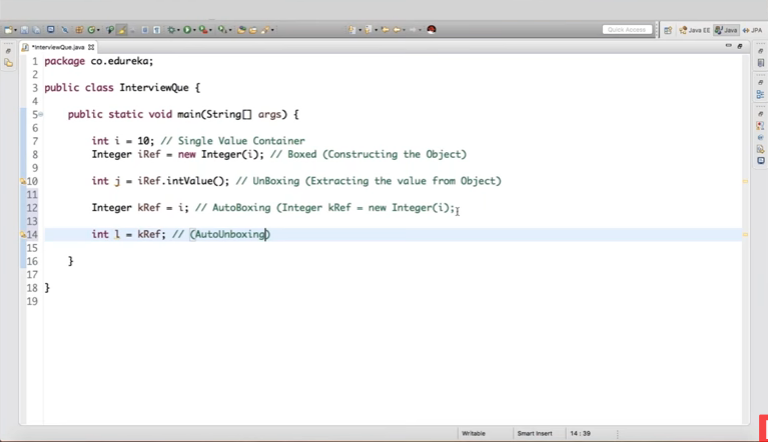 Quick Access
Java EE
Java
JPA
*InterviewQue.java
1 package co.edureka;
2
3 public class InterviewQue {
4
5 public static void main(String[] args) {
6
7 int i = 10; // Single Value Container
8 Integer iRef = new Integer(i); // Boxed (Constructing the Object)
9
10 int j = iRef.intValue(); // UnBoxing (Extracting the value from Object)
11
12 Integer kRef = i; // AutoBoxing (Integer kRef = new Integer(i);
13
14 int l = kRef; // (AutoUnboxing)
15
16 }
17
18 }
19
Writable
Smart Insert
14 : 39